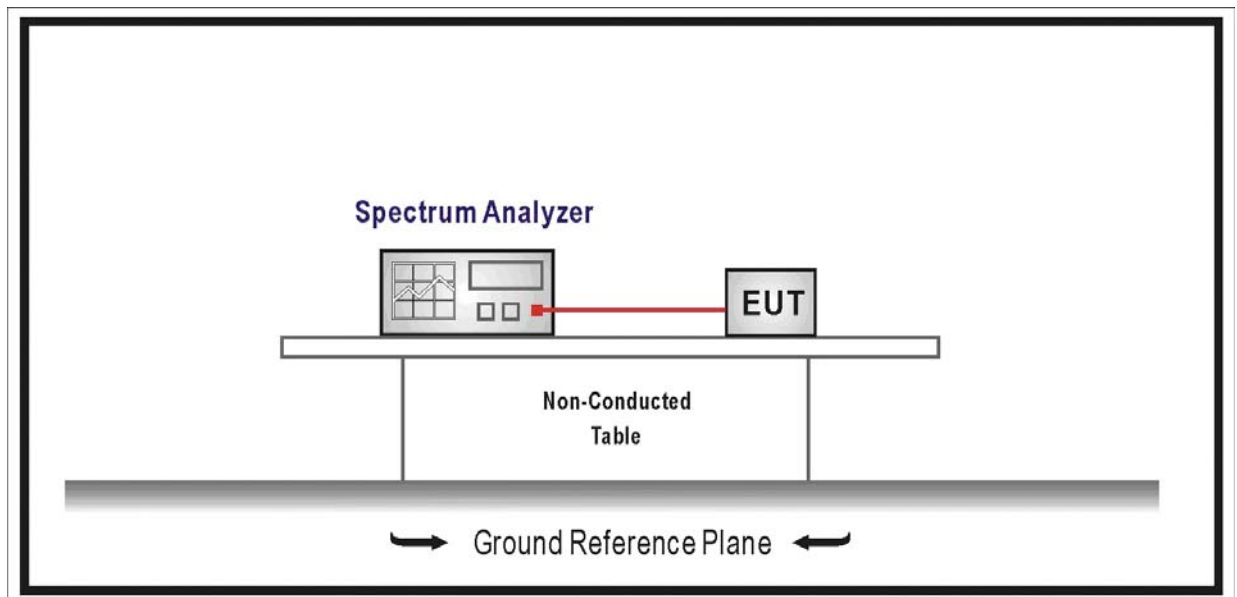 Spectrum Analyzer
EUT
Non-Conducted
Table
Ground Reference Plane